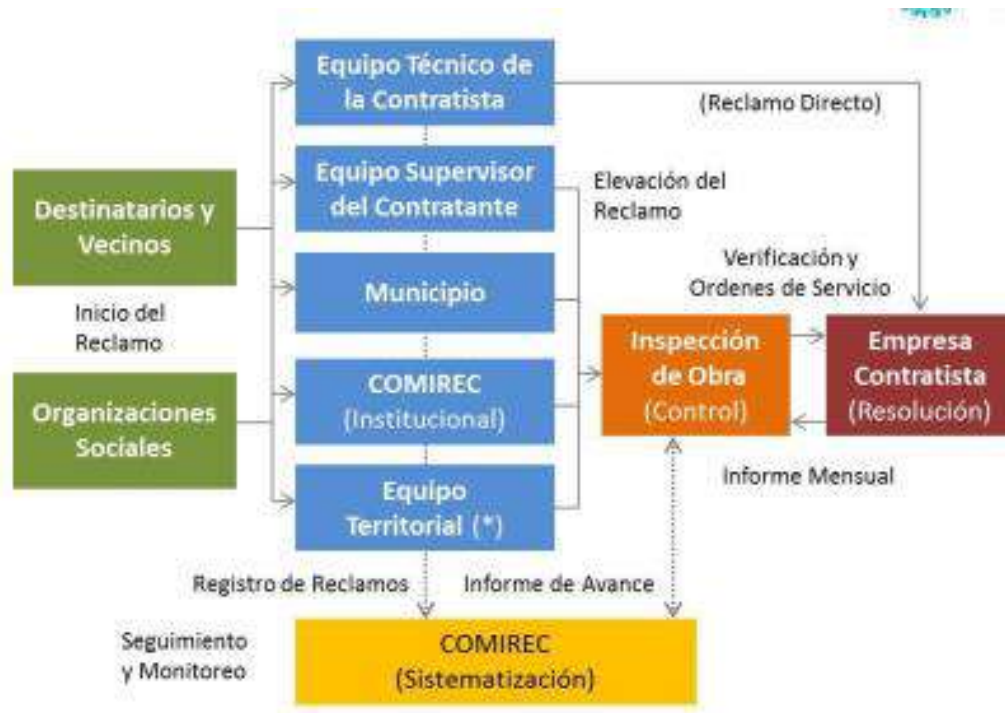 Equipo Técnico de
la Contratista
(Reclamo Directo)
Equipo Supervisor
del Contratante
Elevación del
Reclamo
Destinatarios y
Vecinos
Verificación y
Ordenes de Servicio
Municipio
Inicio del
Reclamo
Inspección
de Obra
(Control)
Empresa
Contratista
(Resolución)
COMIREC
(Institucional)
Organizaciones
Sociales
Informe Mensual
Equipo
Territorial (*)
Registro de Reclamos
Informe de Avance
Seguimiento
y Monitoreo
COMIREC
(Sistematización)